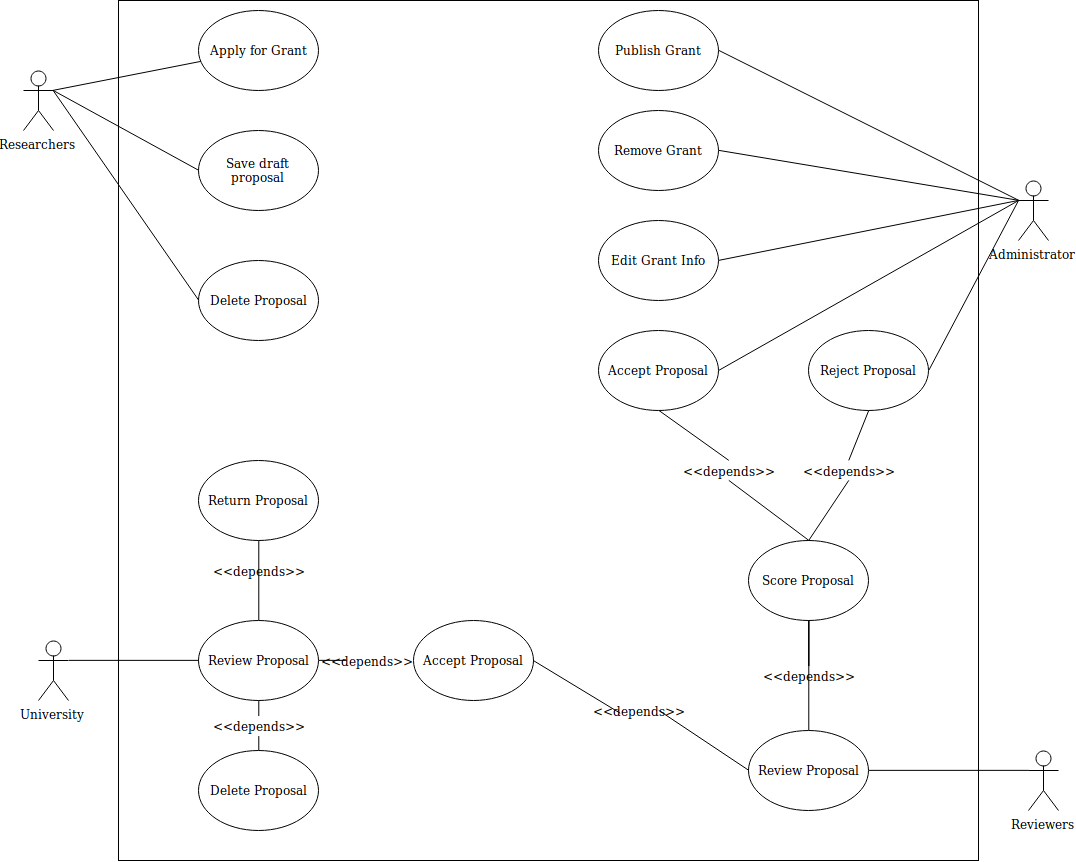 Apply for Grant
Publish Grant
Researchers
Save draft
proposal
Remove Grant
Administrator
Delete Proposal
Edit Grant Info
Accept Proposal
Reject Proposal
<<depends>>
<<depends>>
Return Proposal
<<depends>>
Score Proposal
University
Review Proposal
<<depends>>
Accept Proposal
<<depends>>
<<depends>>
<<depends>>
Delete Proposal
Review Proposal
Reviewers